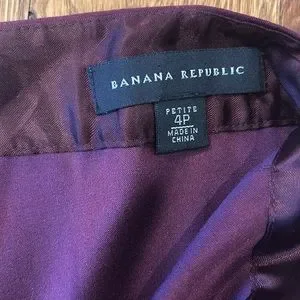 BANANA REPUBLIC
PETITE
4P
MADE IN
CHINA